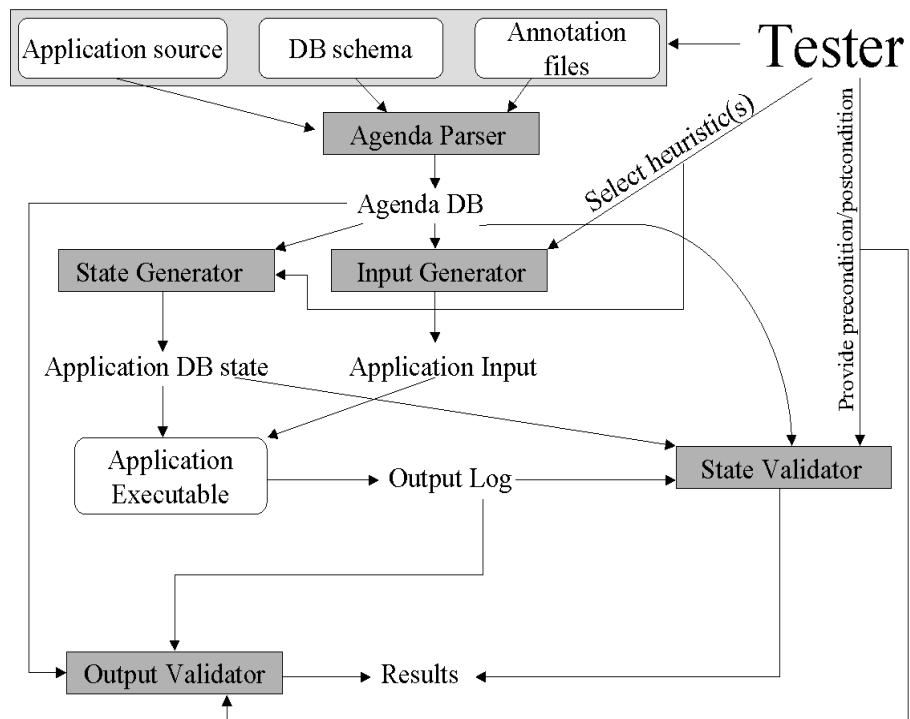 Application source
DB schema
Annotation
files
Tester
Agenda Parser
Select heuristic(s)
Provide precondition/postcondition
Agenda DB
State Generator
Input Generator
Application DB state
Application Input
Application
Executable
Output Log
State Validator
Output Validator
Results